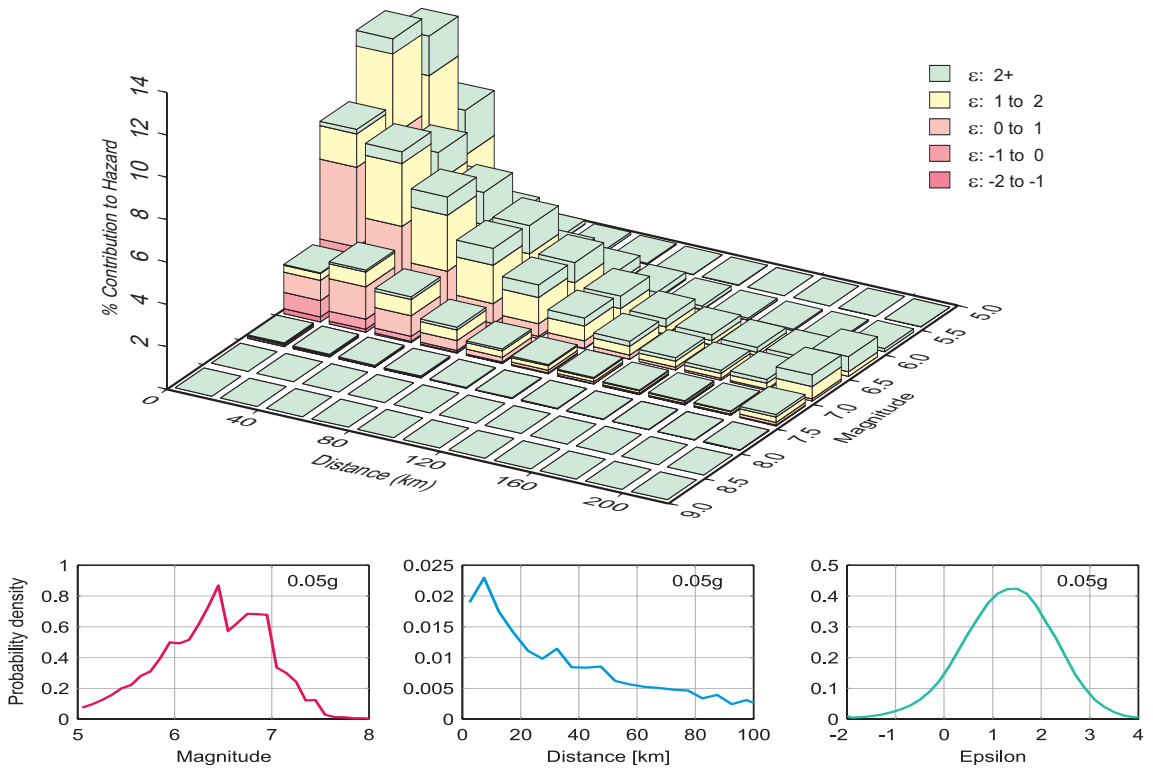 ε: 2+
ε: 1 to 2
ε: 0 to 1
ε: -1 to 0
ε: -2 to -1
% Contribution to Hazard
14
12
10
8
6
4
2
0
40
80
120
160
200
Distance (km)
5.0
5.5
6.0
6.5
7.0
7.5
8.0
8.5
9.0
Magnitude
Probability density
1
0.8
0.6
0.4
0.2
0
0.05g
5 6 7 8
Magnitude
0.025
0.02
0.015
0.01
0.005
0
0.05g
0 20 40 60 80 100
Distance [km]
0.5
0.4
0.3
0.2
0.1
0
0.05g
-2 -1 0 1 2 3 4
Epsilon